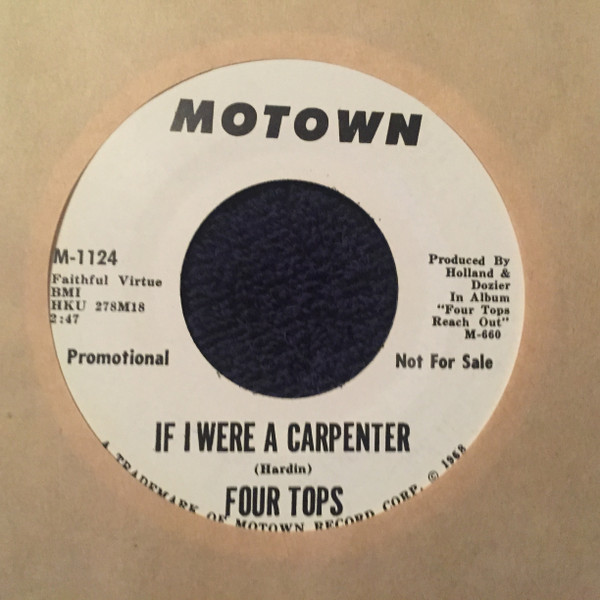 MOTOWN
M-1124
Faithful Virtue
BMI
HKU 278M18
2:47
Promotional
Produced By
Holland &
Dozier
In Album
"Four Tops
Reach Out"
M-660
Not For Sale
IF I WERE A CARPENTER
(Hardin)
FOUR TOPS
A TRADEMARK OF MOTOWN RECORD CORP. © 1968